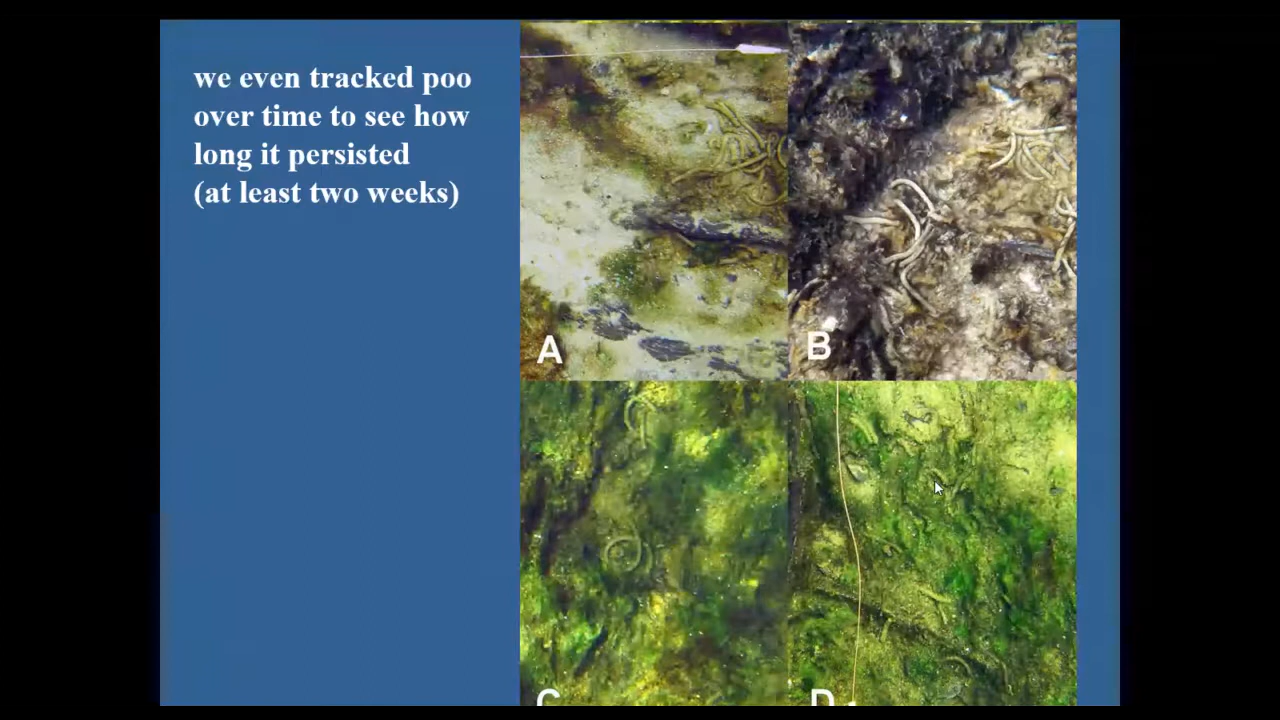 we even tracked poo
over time to see how
long it persisted
(at least two weeks)
A
B
C
D